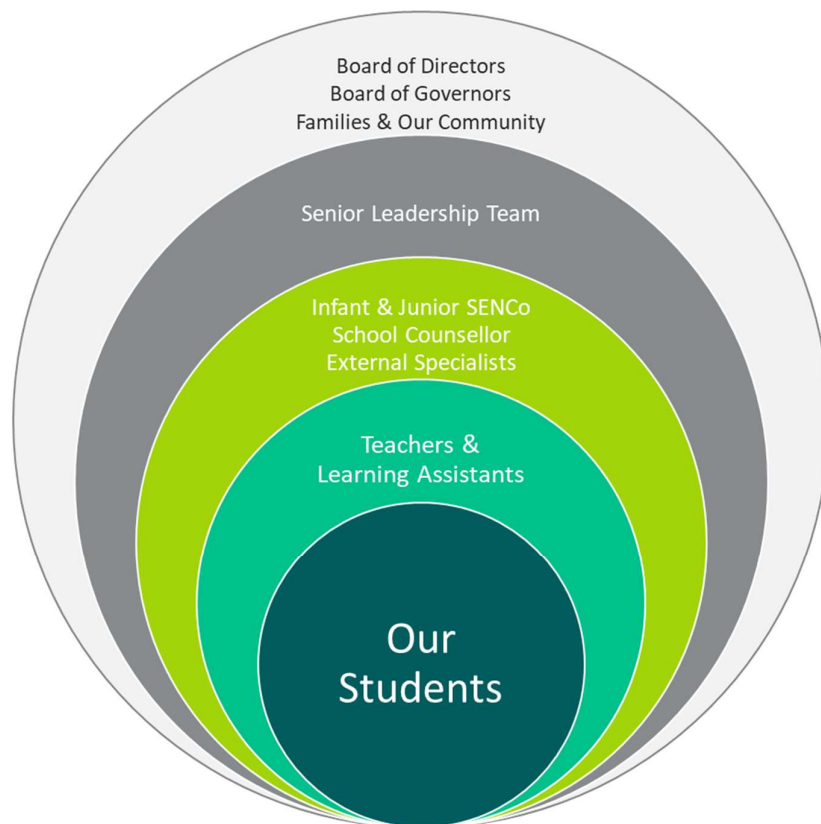 Board of Directors
Board of Governors
Families & Our Community
Senior Leadership Team
Infant & Junior SENCo
School Counsellor
External Specialists
Teachers &
Learning Assistants
Our
Students